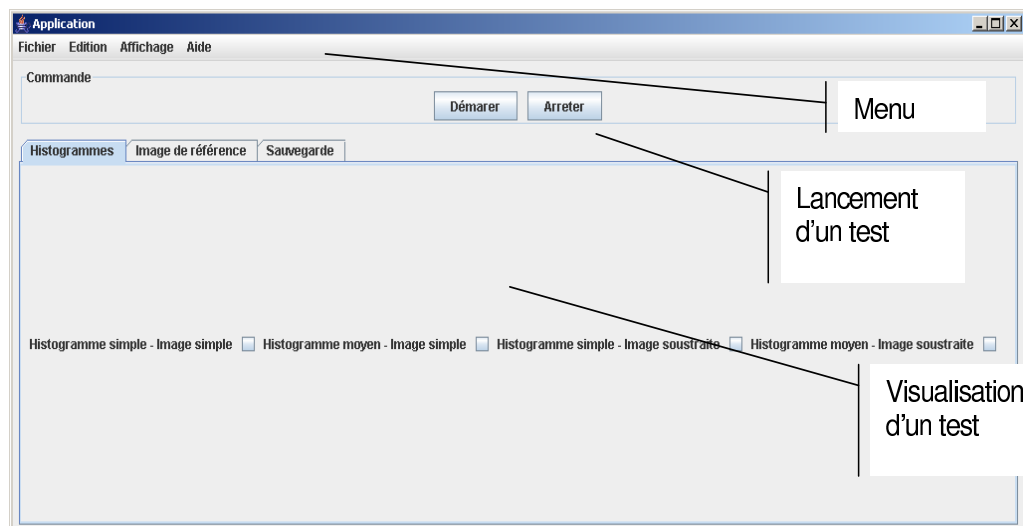 Application
Fichier Edition Affichage Aide
Commande
Démarer Arreter
Menu
Histogrammes Image de référence Sauvegarde
Lancement
d'un test
Histogramme simple - Image simple Histogramme moyen - Image simple Histogramme simple - Image soustraite Histogramme moyen - Image soustraite
Visualisation
d'un test